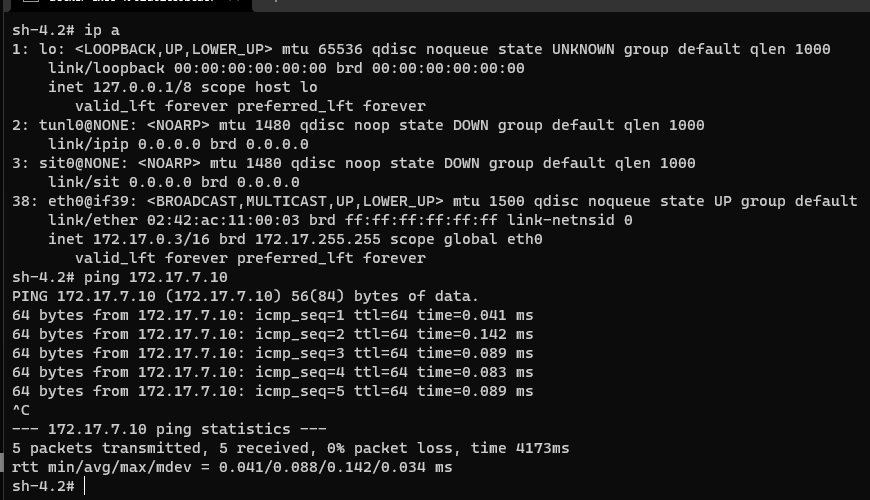 sh-4.2# ip a
1: lo: <LOOPBACK,UP,LOWER_UP> mtu 65536 qdisc noqueue state UNKNOWN group default qlen 1000
    link/loopback 00:00:00:00:00:00 brd 00:00:00:00:00:00
    inet 127.0.0.1/8 scope host lo
       valid_lft forever preferred_lft forever
2: tunl0@NONE: <NOARP> mtu 1480 qdisc noop state DOWN group default qlen 1000
    link/ipip 0.0.0.0 brd 0.0.0.0
3: sit0@NONE: <NOARP> mtu 1480 qdisc noop state DOWN group default qlen 1000
    link/sit 0.0.0.0 brd 0.0.0.0
38: eth0@if39: <BROADCAST,MULTICAST,UP,LOWER_UP> mtu 1500 qdisc noqueue state UP group default
    link/ether 02:42:ac:11:00:03 brd ff:ff:ff:ff:ff:ff link-netnsid 0
    inet 172.17.0.3/16 brd 172.17.255.255 scope global eth0
       valid_lft forever preferred_lft forever
sh-4.2# ping 172.17.7.10
PING 172.17.7.10 (172.17.7.10) 56(84) bytes of data.
64 bytes from 172.17.7.10: icmp_seq=1 ttl=64 time=0.041 ms
64 bytes from 172.17.7.10: icmp_seq=2 ttl=64 time=0.142 ms
64 bytes from 172.17.7.10: icmp_seq=3 ttl=64 time=0.089 ms
64 bytes from 172.17.7.10: icmp_seq=4 ttl=64 time=0.083 ms
64 bytes from 172.17.7.10: icmp_seq=5 ttl=64 time=0.089 ms
^C
--- 172.17.7.10 ping statistics ---
5 packets transmitted, 5 received, 0% packet loss, time 4173ms
rtt min/avg/max/mdev = 0.041/0.088/0.142/0.034 ms
sh-4.2#